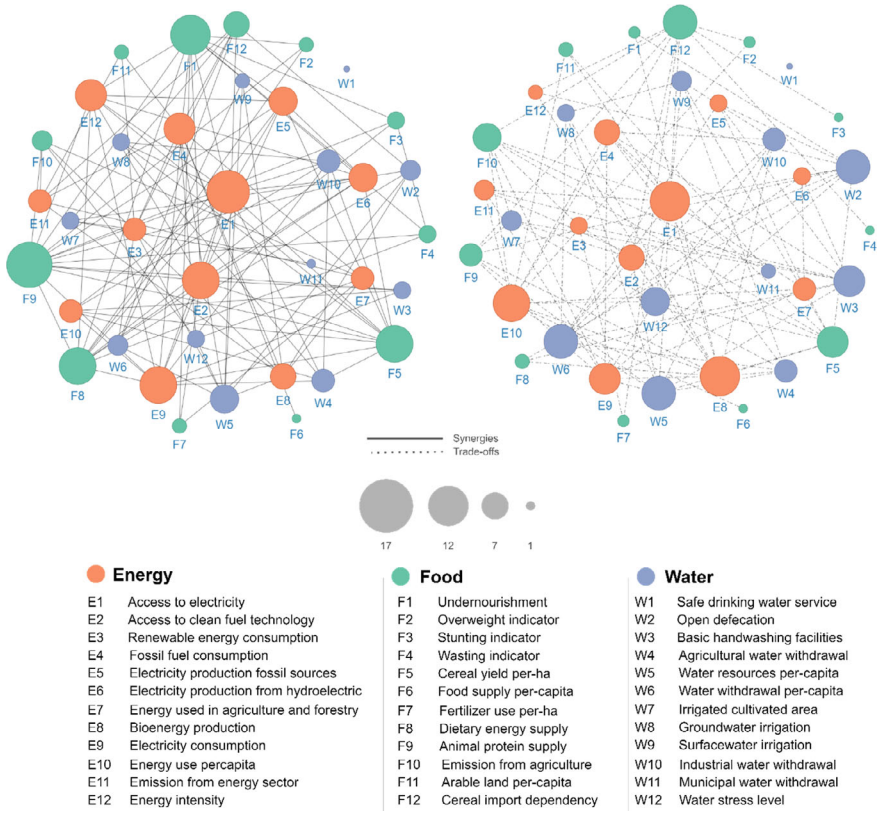 F1
F12
F2
F11
W1
W9
E5
E12
E4
W8
F3
F10
W10
W2
E6
E1
E11
W7
E3
F4
W11
F9
E2
E7
W3
E10
W12
W6
F5
F8
E9
E8
W4
W5
F7
F6
F12
F1
F2
F11
W1
W9
E12
E5
W8
F3
E4
W10
F10
W2
E6
E11
E1
W7
F4
E3
F9
W11
E2
W3
E7
E10
W12
W6
F5
F8
W4
E9
E8
W5
F6
F7
Synergies
Trade-offs
17 12 7 1
Energy
E1 Access to electricity
E2 Access to clean fuel technology
E3 Renewable energy consumption
E4 Fossil fuel consumption
E5 Electricity production fossil sources
E6 Electricity production from hydroelectric
E7 Energy used in agriculture and forestry
E8 Bioenergy production
E9 Electricity consumption
E10 Energy use percapita
E11 Emission from energy sector
E12 Energy intensity
Food
F1 Undernourishment
F2 Overweight indicator
F3 Stunting indicator
F4 Wasting indicator
F5 Cereal yield per-ha
F6 Food supply per-capita
F7 Fertilizer use per-ha
F8 Dietary energy supply
F9 Animal protein supply
F10 Emission from agriculture
F11 Arable land per-capita
F12 Cereal import dependency
Water
W1 Safe drinking water service
W2 Open defecation
W3 Basic handwashing facilities
W4 Agricultural water withdrawal
W5 Water resources per-capita
W6 Water withdrawal per-capita
W7 Irrigated cultivated area
W8 Groundwater irrigation
W9 Surfacewater irrigation
W10 Industrial water withdrawal
W11 Municipal water withdrawal
W12 Water stress level